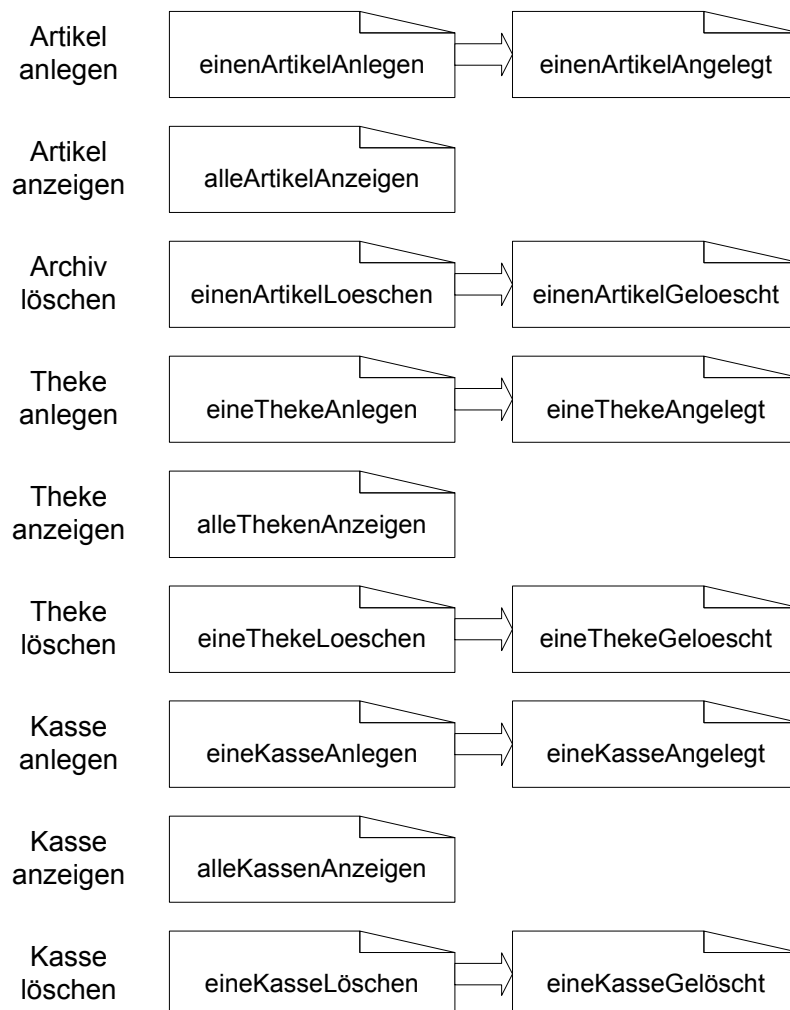 Artikel
anlegen
einenArtikelAnlegen
einenArtikelAngelegt
Artikel
anzeigen
alleArtikelAnzeigen
Archiv
löschen
einenArtikelLoeschen
einenArtikelGeloescht
Theke
anlegen
eineThekeAnlegen
eineThekeAngelegt
Theke
anzeigen
alleThekenAnzeigen
Theke
löschen
eineThekeLoeschen
eineThekeGeloescht
Kasse
anlegen
eineKasseAnlegen
eineKasseAngelegt
Kasse
anzeigen
alleKassenAnzeigen
Kasse
löschen
eineKasseLöschen
eineKasseGelöscht